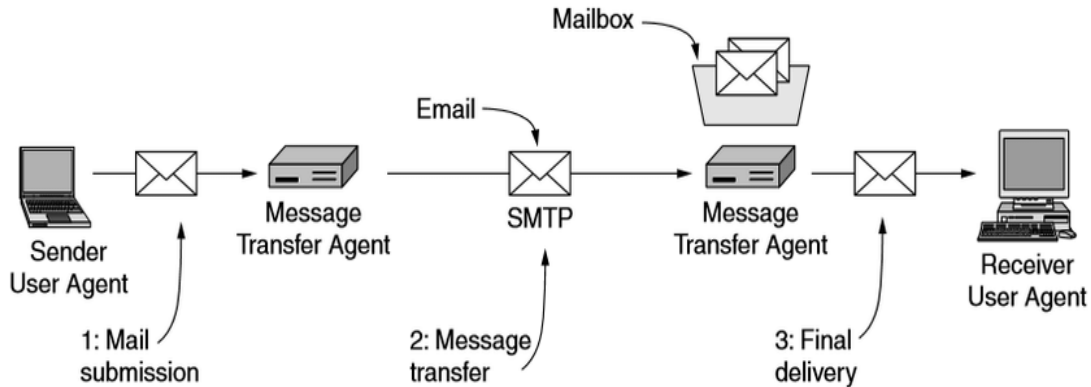 Mailbox
Email
Sender
User Agent
Message
Transfer Agent
SMTP
Message
Transfer Agent
Receiver
User Agent
1: Mail
submission
2: Message
transfer
3: Final
delivery